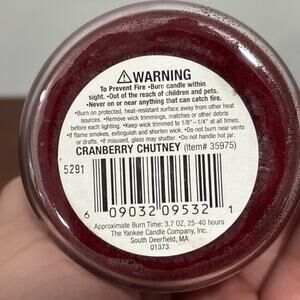 ⚠WARNING
To Prevent Fire •Burn candle within
sight. •Out of the reach of children and pets.
•Never on or near anything that can catch fire.
•Burn on protected, heat-resistant surface away from other heat
sources. •Remove wick trimmings, matches or other debris
before each lighting. •Keep wick trimmed to 1/8"– 1/4" at all times.
•If flame smokes, extinguish and shorten wick. •Do not burn near vents
or drafts. •If misused, glass may shatter. •Do not handle hot jar.
CRANBERRY CHUTNEY (Item# 35975)
5291
6 09032 09532 1
Approximate Burn Time: 3.7 OZ, 25-40 hours
The Yankee Candle Company, Inc.
South Deerfield, MA
01373